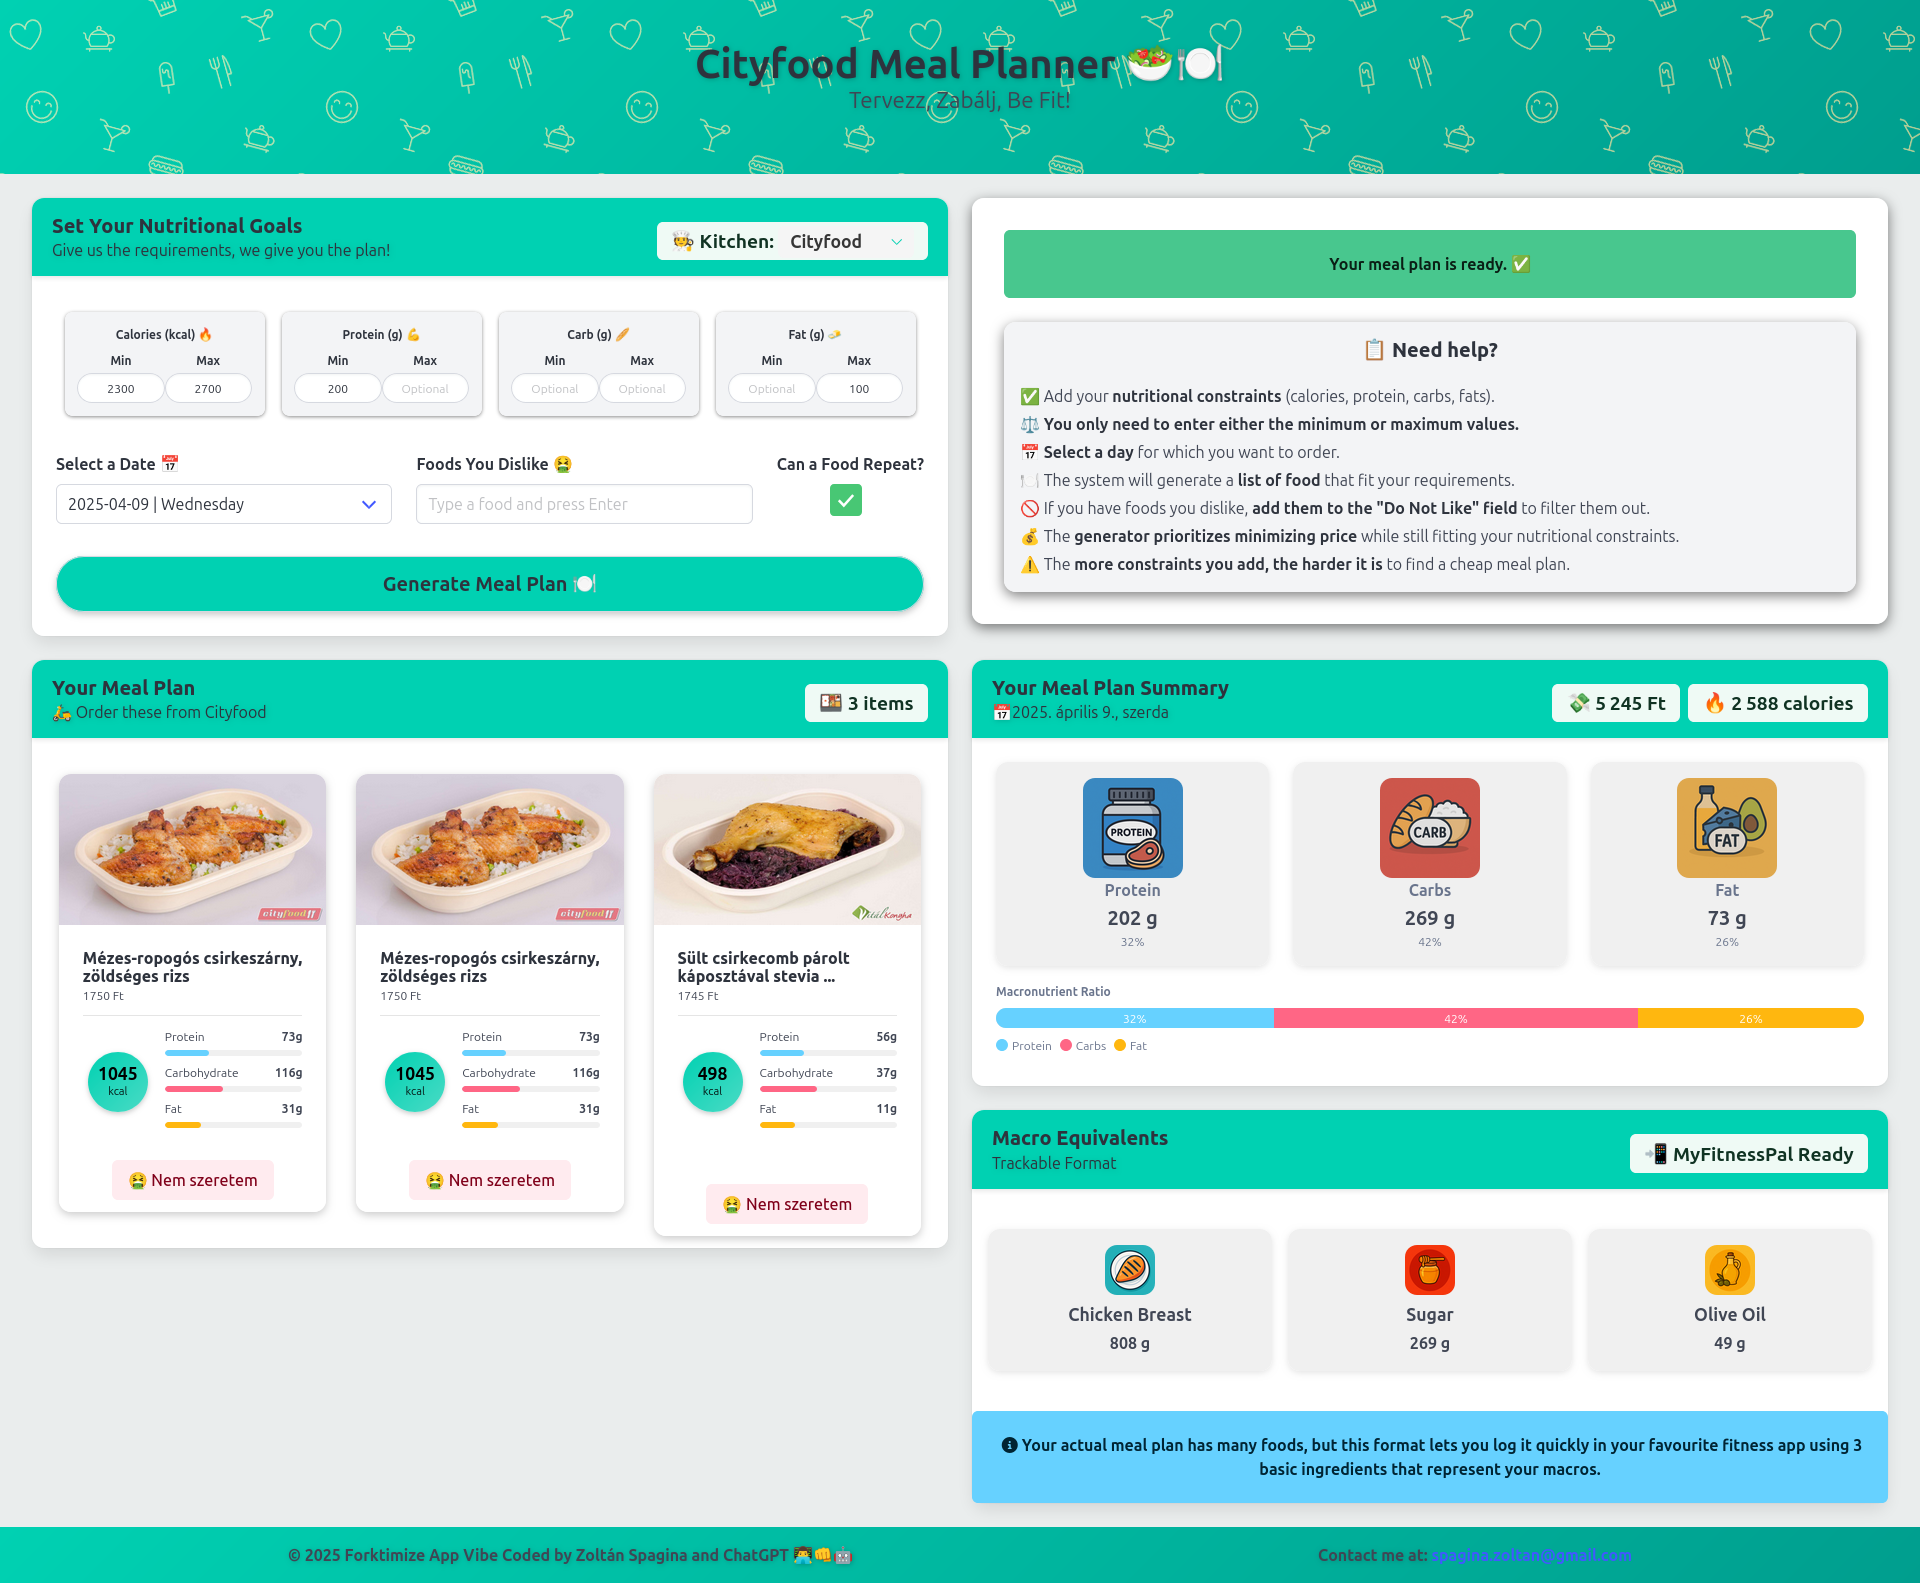 Cityfood Meal Planner 🥗🍽️
Tervezz, Zabálj, Be Fit!
Set Your Nutritional Goals
Give us the requirements, we give you the plan!
🧑‍🍳 Kitchen: Cityfood
Calories (kcal) 🔥
Min Max
2300 2700
Protein (g) 💪
Min Max
200 Optional
Carb (g) 🥖
Min Max
Optional Optional
Fat (g) 🧈
Min Max
Optional 100
Select a Date 📅
2025-04-09 | Wednesday
Foods You Dislike 🤮
Type a food and press Enter
Can a Food Repeat?
Generate Meal Plan 🍽️
Your meal plan is ready. ✅
📋 Need help?
✅ Add your nutritional constraints (calories, protein, carbs, fats).
⚖️ You only need to enter either the minimum or maximum values.
📅 Select a day for which you want to order.
🍽️ The system will generate a list of food that fit your requirements.
🚫 If you have foods you dislike, add them to the "Do Not Like" field to filter them out.
💰 The generator prioritizes minimizing price while still fitting your nutritional constraints.
⚠️ The more constraints you add, the harder it is to find a cheap meal plan.
Your Meal Plan
🛵 Order these from Cityfood
🍱 3 items
cityfood
Mézes-ropogós csirkeszárny,
zöldséges rizs
1750 Ft
1045
kcal
Protein 73g
Carbohydrate 116g
Fat 31g
🤮 Nem szeretem
cityfood
Mézes-ropogós csirkeszárny,
zöldséges rizs
1750 Ft
1045
kcal
Protein 73g
Carbohydrate 116g
Fat 31g
🤮 Nem szeretem
Vitál Konyha
Sült csirkecomb párolt
káposztával stevia ...
1745 Ft
498
kcal
Protein 56g
Carbohydrate 37g
Fat 11g
🤮 Nem szeretem
Your Meal Plan Summary
📅2025. április 9., szerda
💸 5 245 Ft
🔥 2 588 calories
PROTEIN
Protein
202 g
32%
CARB
Carbs
269 g
42%
FAT
Fat
73 g
26%
Macronutrient Ratio
32% 42% 26%
Protein Carbs Fat
Macro Equivalents
Trackable Format
📲 MyFitnessPal Ready
Chicken Breast
808 g
Sugar
269 g
Olive Oil
49 g
Your actual meal plan has many foods, but this format lets you log it quickly in your favourite fitness app using 3
basic ingredients that represent your macros.
© 2025 Forktimize App Vibe Coded by Zoltán Spagina and ChatGPT 👨‍💻👊🤖
Contact me at: spagina.zoltan@gmail.com